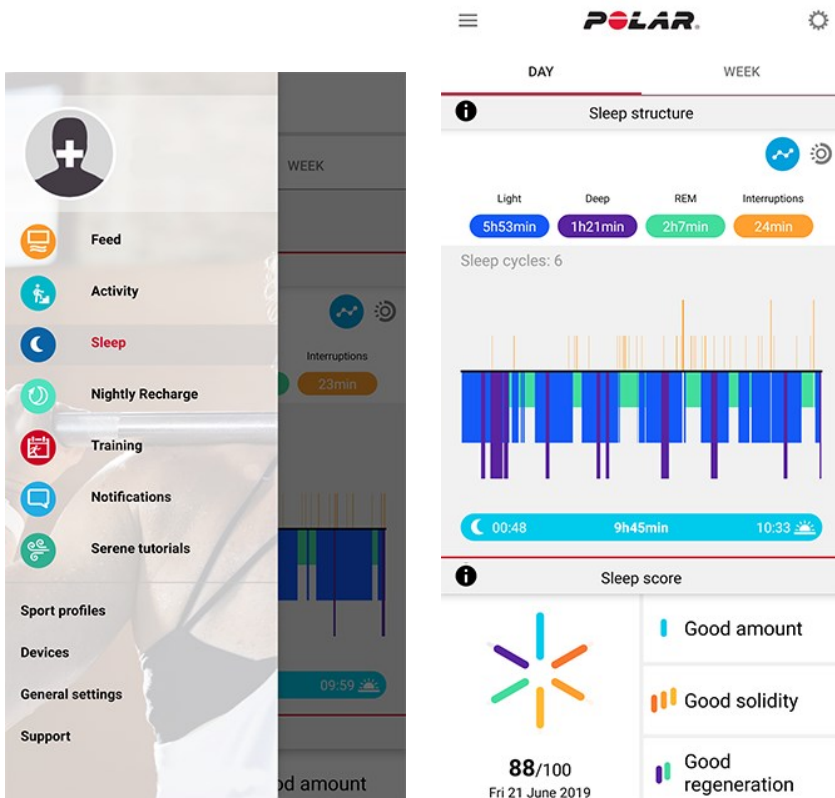 WEEK
Feed
Activity
Sleep
Nightly Recharge
Training
Notifications
Serene tutorials
Sport profiles
Devices
General settings
Support
Interruptions
23min
09:59
od amount
POLAR.
DAY WEEK
Sleep structure
Light Deep REM Interruptions
5h53min 1h21min 2h7min 24min
Sleep cycles: 6
00:48 9h45min 10:33
Sleep score
Good amount
Good solidity
Good
regeneration
88/100
Fri 21 June 2019